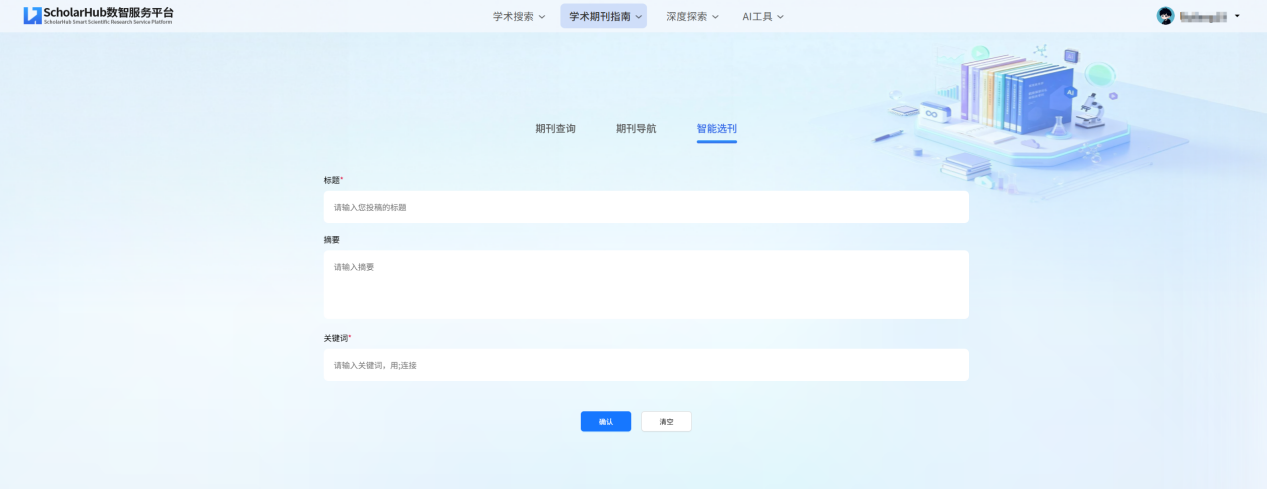 ScholarHub数智服务平台
ScholarHub Smart Scientific Research Service Platform
学术搜索
学术期刊指南
深度探索
AI工具
AI
期刊查询
期刊导航
智能选刊
标题*
请输入您投稿的标题
摘要
请输入摘要
关键词*
请输入关键词，用;连接
确认
清空